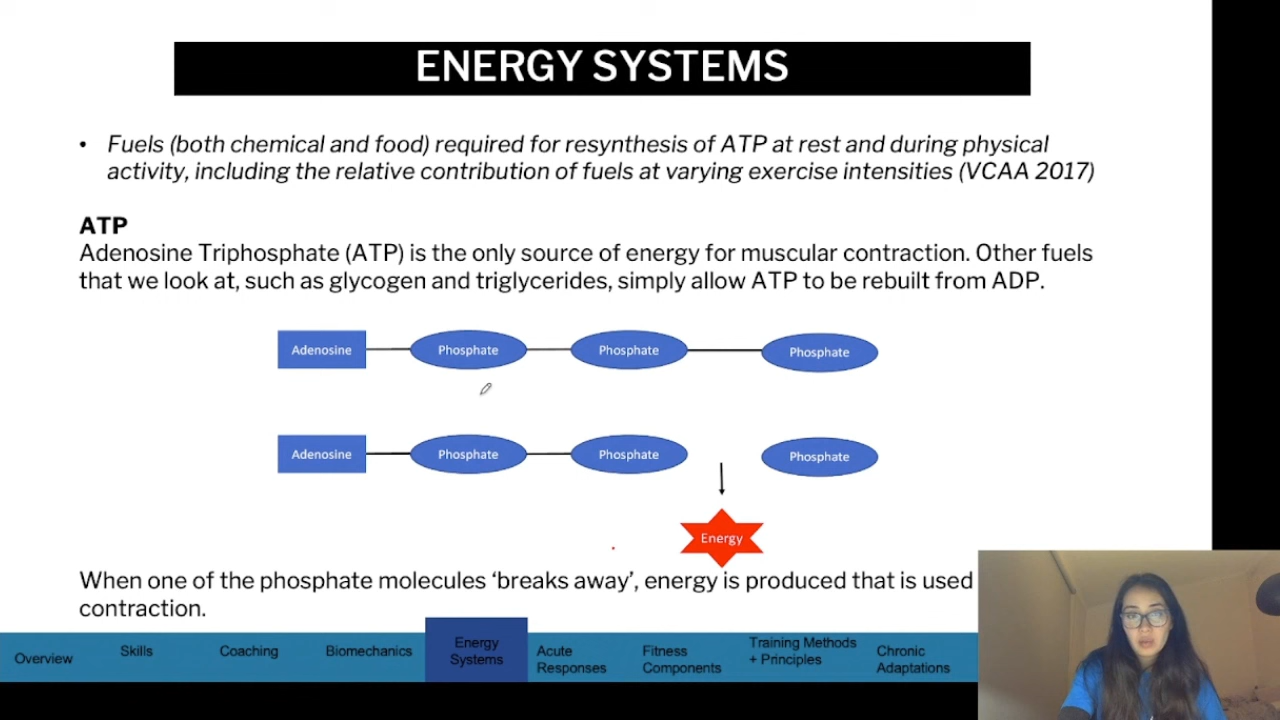 ENERGY SYSTEMS
• Fuels (both chemical and food) required for resynthesis of ATP at rest and during physical
activity, including the relative contribution of fuels at varying exercise intensities (VCAA 2017)
ATP
Adenosine Triphosphate (ATP) is the only source of energy for muscular contraction. Other fuels
that we look at, such as glycogen and triglycerides, simply allow ATP to be rebuilt from ADP.
Adenosine Phosphate Phosphate Phosphate
Adenosine Phosphate Phosphate Phosphate
Energy
When one of the phosphate molecules ‘breaks away’, energy is produced that is used
contraction.
Overview
Skills
Coaching
Biomechanics
Energy
Systems
Acute
Responses
Fitness
Components
Training Methods
+ Principles
Chronic
Adaptations